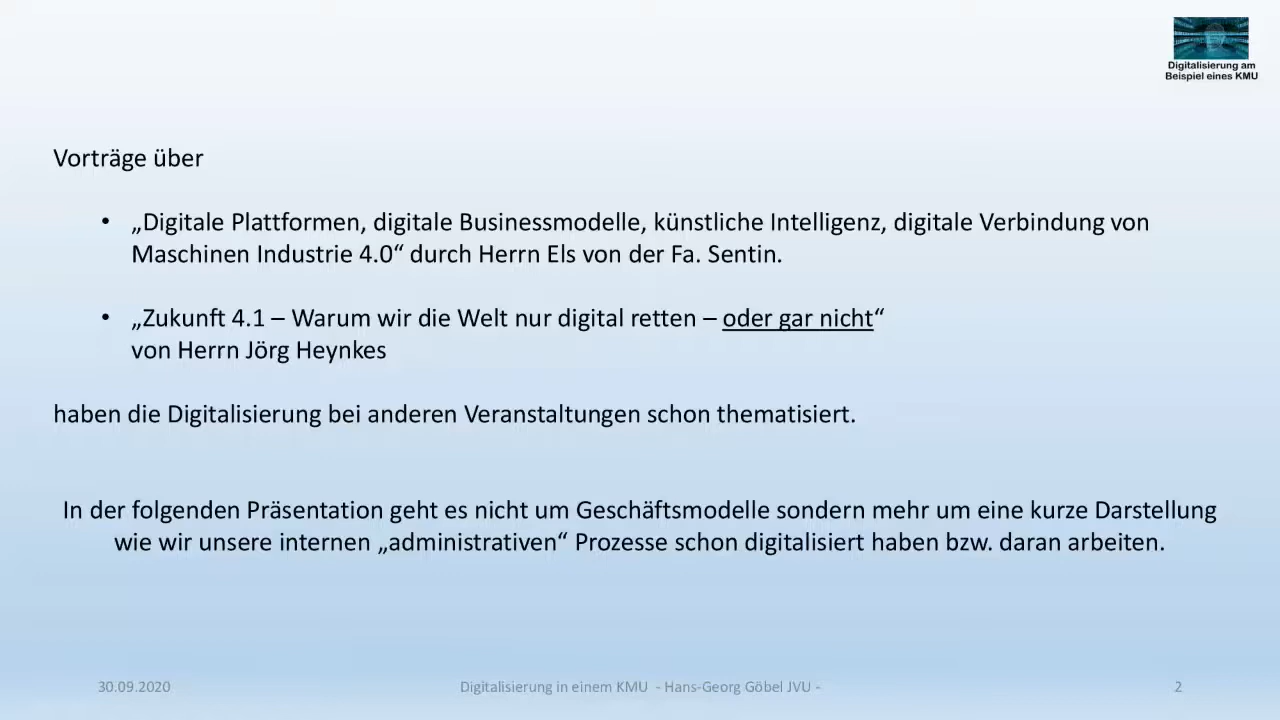 Digitalisierung am
Beispiel eines KMU
Vorträge über
• „Digitale Plattformen, digitale Businessmodelle, künstliche Intelligenz, digitale Verbindung von
Maschinen Industrie 4.0“ durch Herrn Els von der Fa. Sentin.
• „Zukunft 4.1 – Warum wir die Welt nur digital retten – oder gar nicht“
von Herrn Jörg Heynkes
haben die Digitalisierung bei anderen Veranstaltungen schon thematisiert.
In der folgenden Präsentation geht es nicht um Geschäftsmodelle sondern mehr um eine kurze Darstellung
wie wir unsere internen „administrativen“ Prozesse schon digitalisiert haben bzw. daran arbeiten.
30.09.2020 Digitalisierung in einem KMU - Hans-Georg Göbel JVU - 2